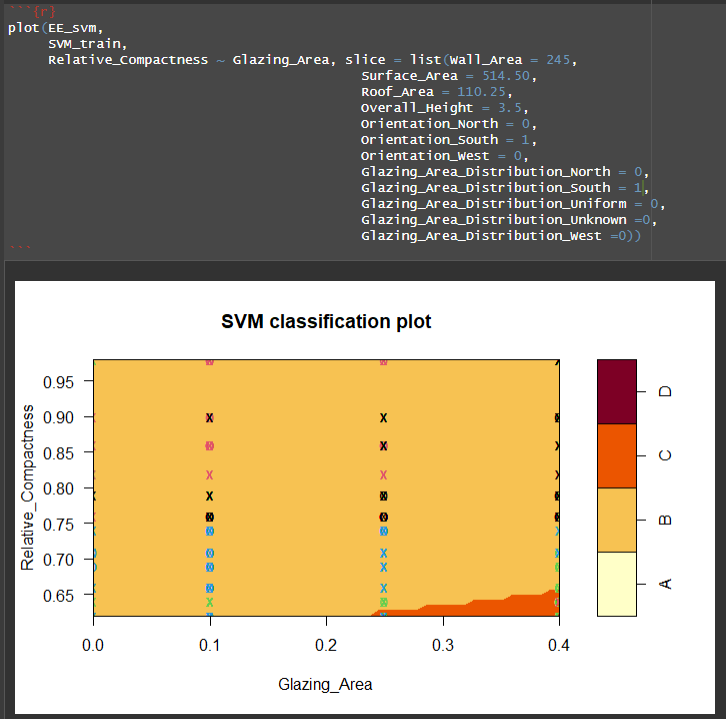 ```{r}
plot(EE_svm,
SVM_train,
Relative_Compactness ~ Glazing_Area, slice = list(Wall_Area = 245,
Surface_Area = 514.50,
Roof_Area = 110.25,
Overall_Height = 3.5,
Orientation_North = 0,
Orientation_South = 1,
Orientation_West = 0,
Glazing_Area_Distribution_North = 0,
Glazing_Area_Distribution_South = 1,
Glazing_Area_Distribution_Uniform = 0,
Glazing_Area_Distribution_Unknown =0,
Glazing_Area_Distribution_West =0))
```
SVM classification plot
Relative_Compactness
0.95
0.90
0.85
0.80
0.75
0.70
0.65
0.0 0.1 0.2 0.3 0.4
Glazing_Area
D
C
B
A